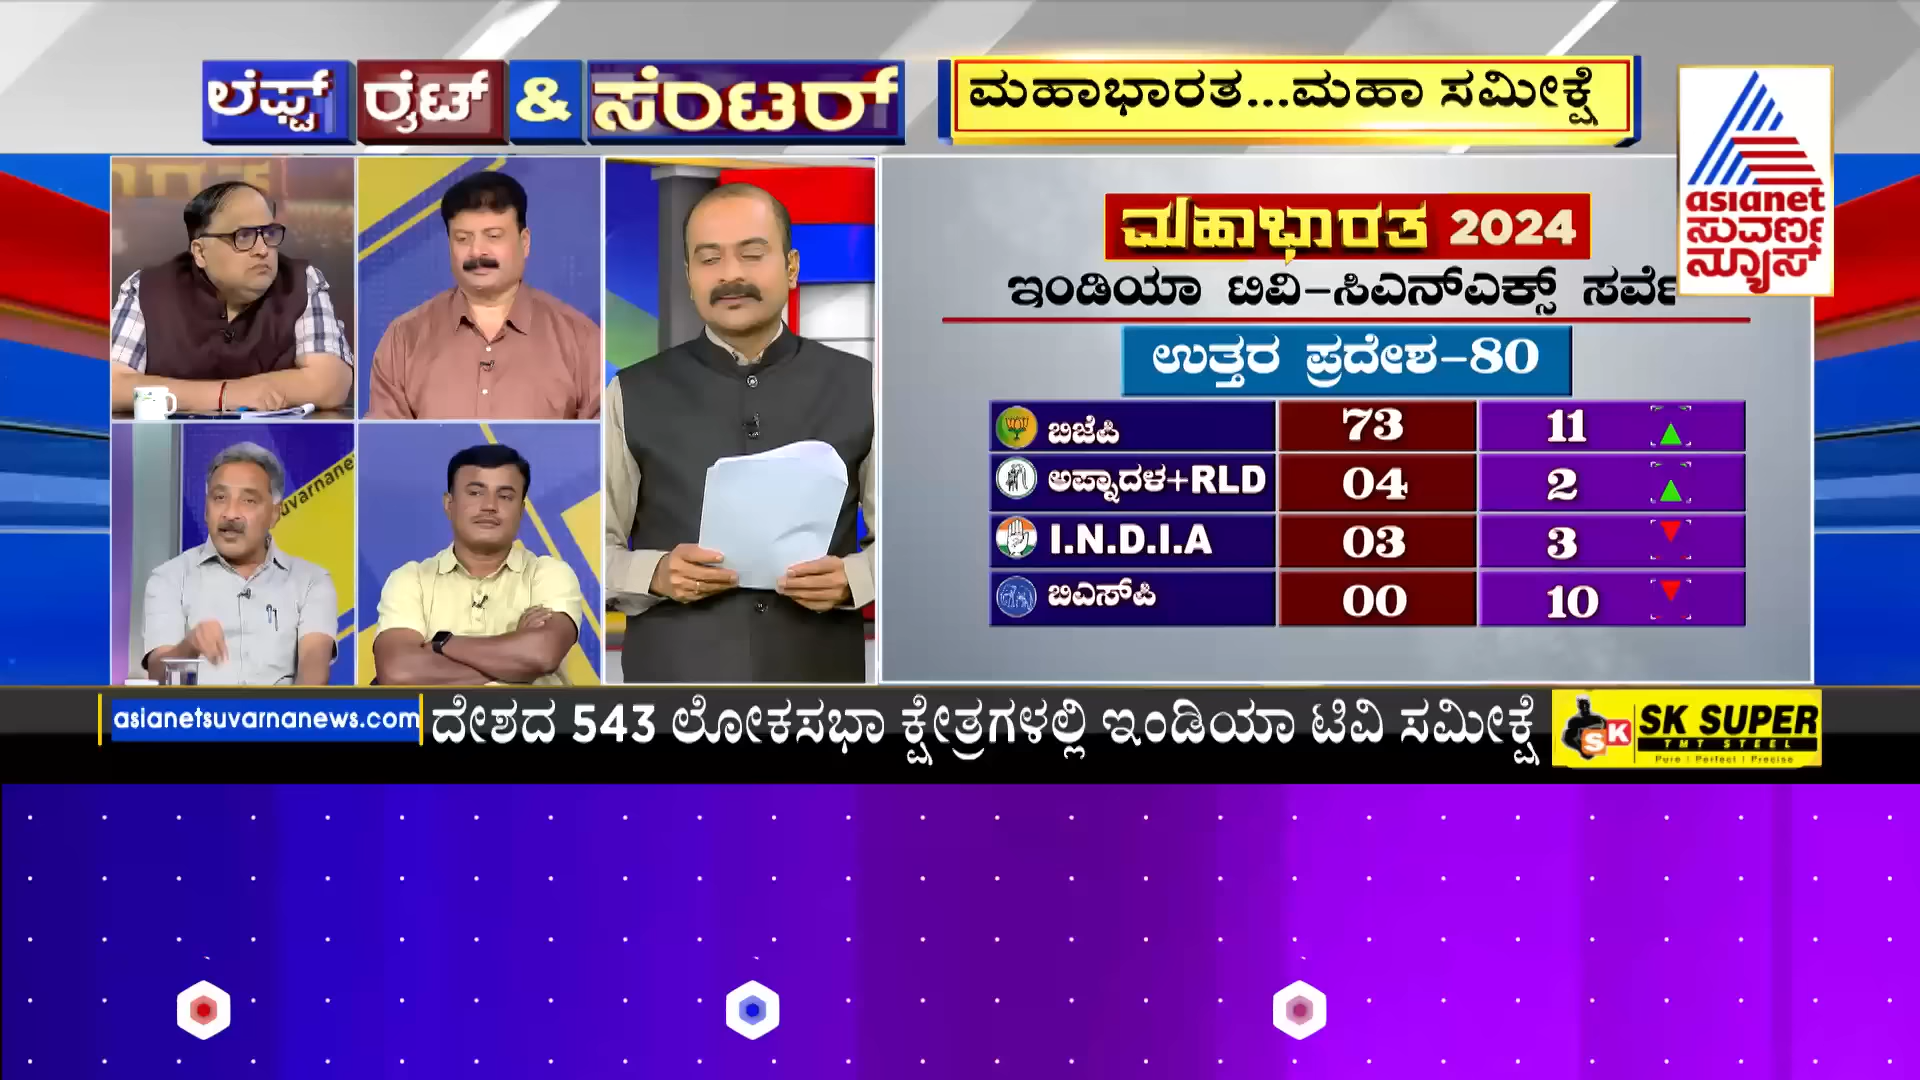 ಲೆಫ್ಟ್ ರೈಟ್ & ಸೆಂಟರ್
ಮಹಾಭಾರತ...ಮಹಾ ಸಮೀಕ್ಷೆ
asianet
ಸುವರ್ಣ
ನ್ಯೂಸ್
ಮಹಾಭಾರತ 2024
ಇಂಡಿಯಾ ಟಿವಿ-ಸಿಎನ್ಎಕ್ಸ್ ಸರ್ವೆ
ಉತ್ತರ ಪ್ರದೇಶ-80
ಬಿಜೆಪಿ 73 11
ಅಪ್ನಾದಳ+RLD 04 2
I.N.D.I.A 03 3
ಬಿಎಸ್‌ಪಿ 00 10
uvarnane
asianetsuvarnanews.com ದೇಶದ 543 ಲೋಕಸಭಾ ಕ್ಷೇತ್ರಗಳಲ್ಲಿ ಇಂಡಿಯಾ ಟಿವಿ ಸಮೀಕ್ಷೆ
SK SK SUPER
TMT STEEL
Pure | Perfect | Precise